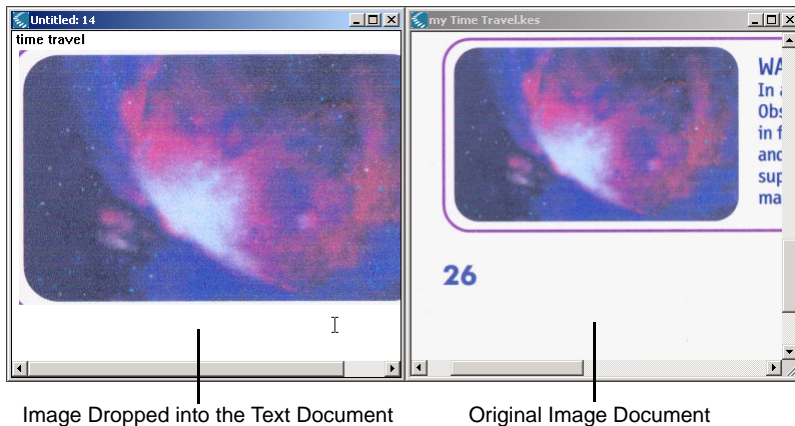 Untitled: 14
time travel
my Time Travel.kes
WA
In a
Obs
in f
and
sup
ma
26
Image Dropped into the Text Document
Original Image Document